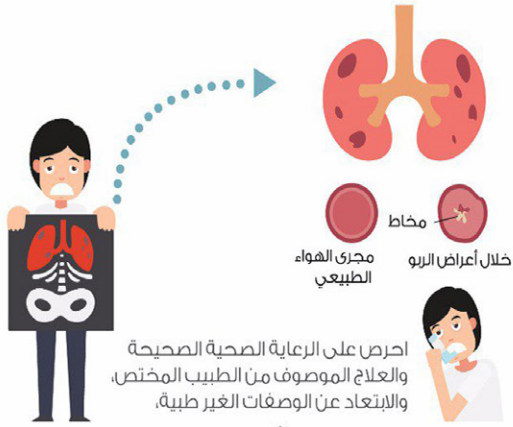 مخاط
خلال أعراض الربو
مجرى الهواء
الطبيعي
احرص على الرعاية الصحية الصحيحة
والعلاج الموصوف من الطبيب المختص،
والابتعاد عن الوصفات الغير طبية،